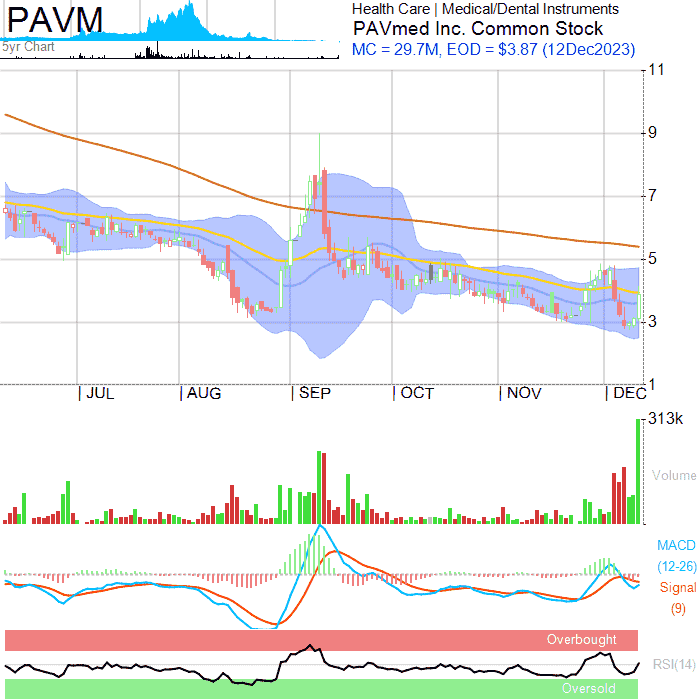 PAVM
5yr Chart
Health Care | Medical/Dental Instruments
PAVmed Inc. Common Stock
MC = 29.7M, EOD = $3.87 (12Dec2023)
11
9
7
5
3
1
| JUL
| AUG
| SEP
| OCT
| NOV
| DEC
313k
Volume
MACD
(12-26)
Signal
(9)
Overbought
RSI(14)
Oversold